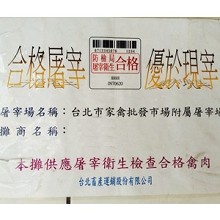 合格屠宰 優於現宰
防檢局
屠宰衛生
合格
屠宰場名稱：台北市家禽批發市場附屬屠宰場
攤商名稱：
本攤供應屠宰衛生檢查合格禽肉
台北畜產運銷股份有限公司